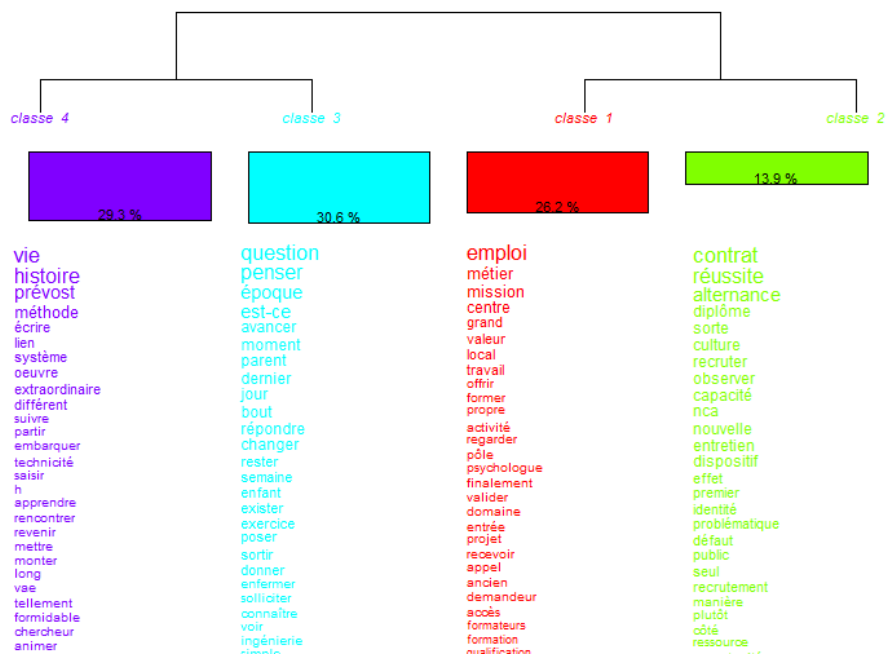 classe 4
classe 3
classe 1
classe 2
29.3 %
30.6 %
26.2 %
13.9 %
vie
histoire
prévost
méthode
écrire
lien
système
oeuvre
extraordinaire
différent
suivre
partir
embarquer
technicité
saisir
h
apprendre
rencontrer
revenir
mettre
monter
long
vae
tellement
formidable
chercheur
animer
question
penser
époque
est-ce
avancer
moment
parent
dernier
jour
bout
répondre
changer
rester
semaine
enfant
exister
exercice
poser
sortir
donner
enfermer
solliciter
connaître
voir
ingénierie
simple
emploi
métier
mission
centre
grand
valeur
local
travail
offrir
former
propre
activité
regarder
pôle
psychologue
finalement
valider
domaine
entrée
projet
recevoir
appel
ancien
demandeur
accès
formateurs
formation
qualification
contrat
réussite
alternance
diplôme
sorte
culture
recruter
observer
capacité
nca
nouvelle
entretien
dispositif
effet
premier
identité
problématique
défaut
public
seul
recrutement
manière
plutôt
côté
ressource